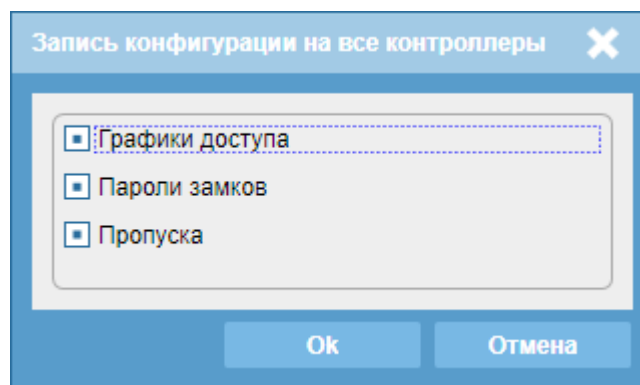 Запись конфигурации на все контроллеры
Графики доступа
Пароли замков
Пропуска
Ok
Отмена